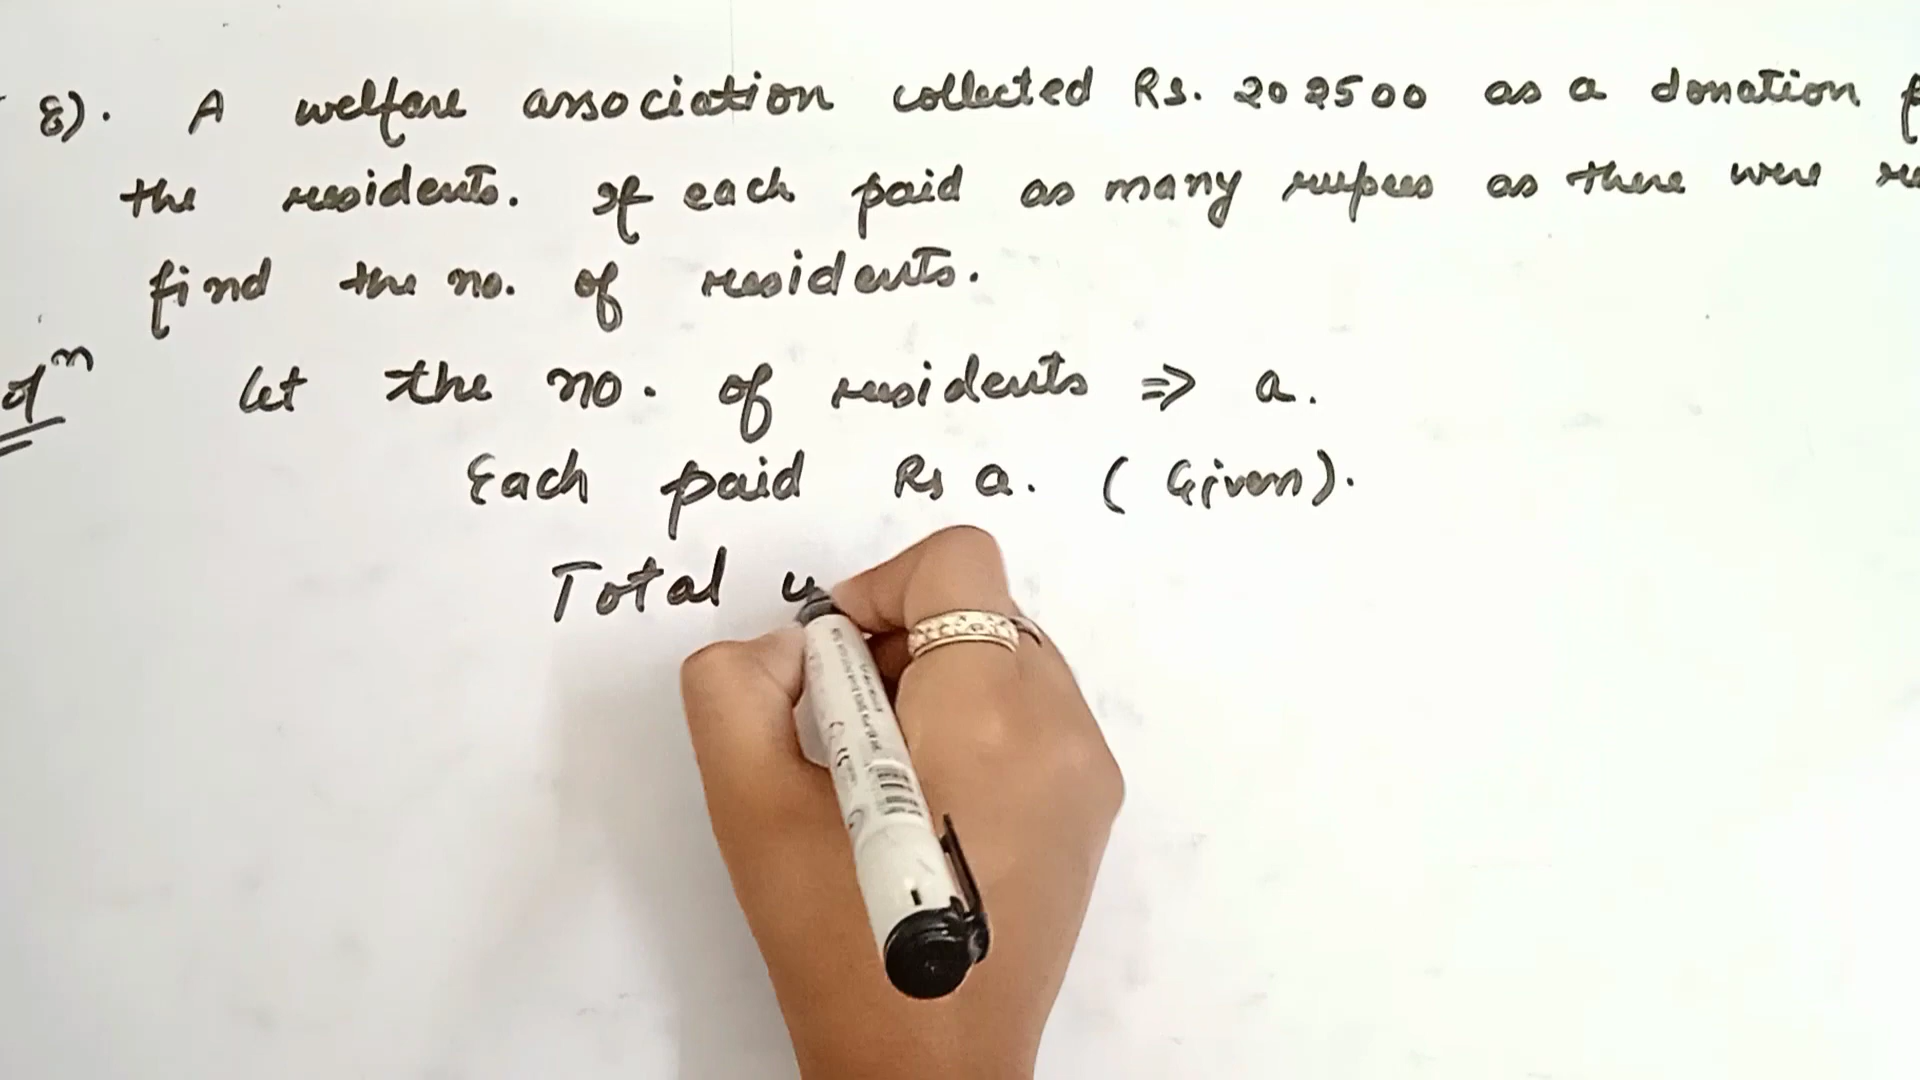 8). A welfare association collected Rs. 202500 as a donation
the residents. If each paid as many rupees as there were
find the no. of residents.
let the no. of residents => a.
Each paid Rs a. (Given).
Total